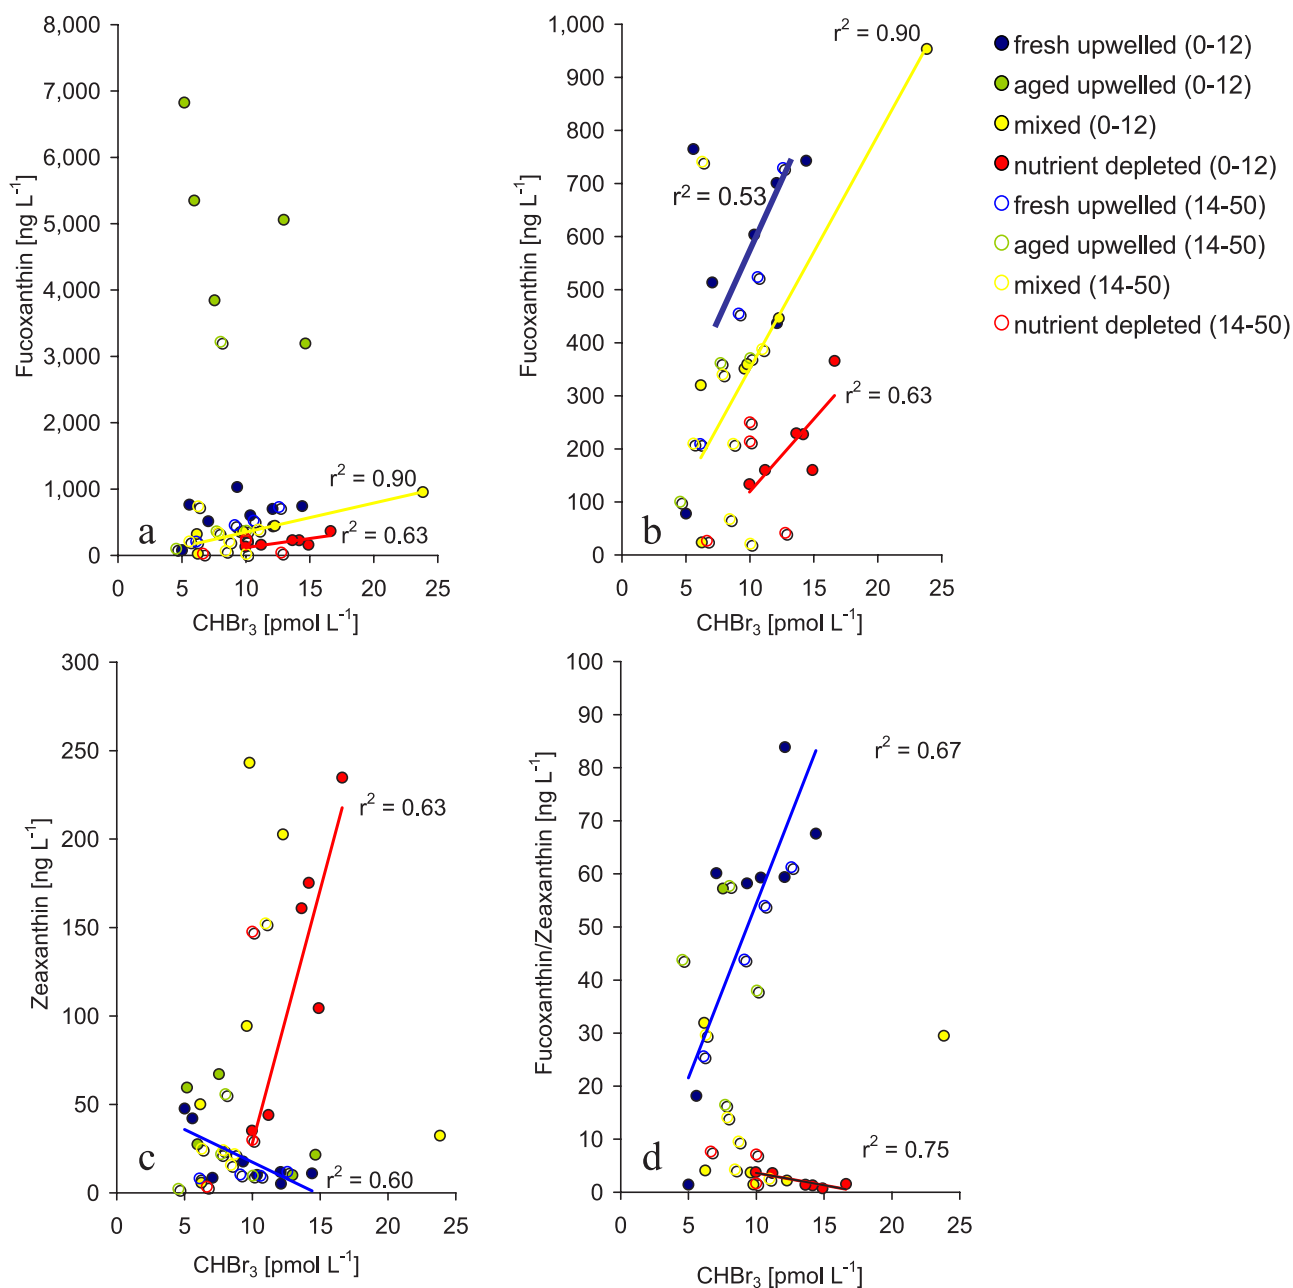 8,000
7,000
6,000
5,000
4,000
3,000
2,000
1,000
0
Fucoxanthin [ng L⁻¹]
r² = 0.90
r² = 0.63
a
0 5 10 15 20 25
CHBr₃ [pmol L⁻¹]
1,000
900
800
700
600
500
400
300
200
100
0
Fucoxanthin [ng L⁻¹]
r² = 0.90
r² = 0.53
r² = 0.63
b
0 5 10 15 20 25
CHBr₃ [pmol L⁻¹]
fresh upwelled (0-12)
aged upwelled (0-12)
mixed (0-12)
nutrient depleted (0-12)
fresh upwelled (14-50)
aged upwelled (14-50)
mixed (14-50)
nutrient depleted (14-50)
300
250
200
150
100
50
0
Zeaxanthin [ng L⁻¹]
r² = 0.63
r² = 0.60
c
0 5 10 15 20 25
CHBr₃ [pmol L⁻¹]
100
90
80
70
60
50
40
30
20
10
0
Fucoxanthin/Zeaxanthin [ng L⁻¹]
r² = 0.67
r² = 0.75
d
0 5 10 15 20 25
CHBr₃ [pmol L⁻¹]